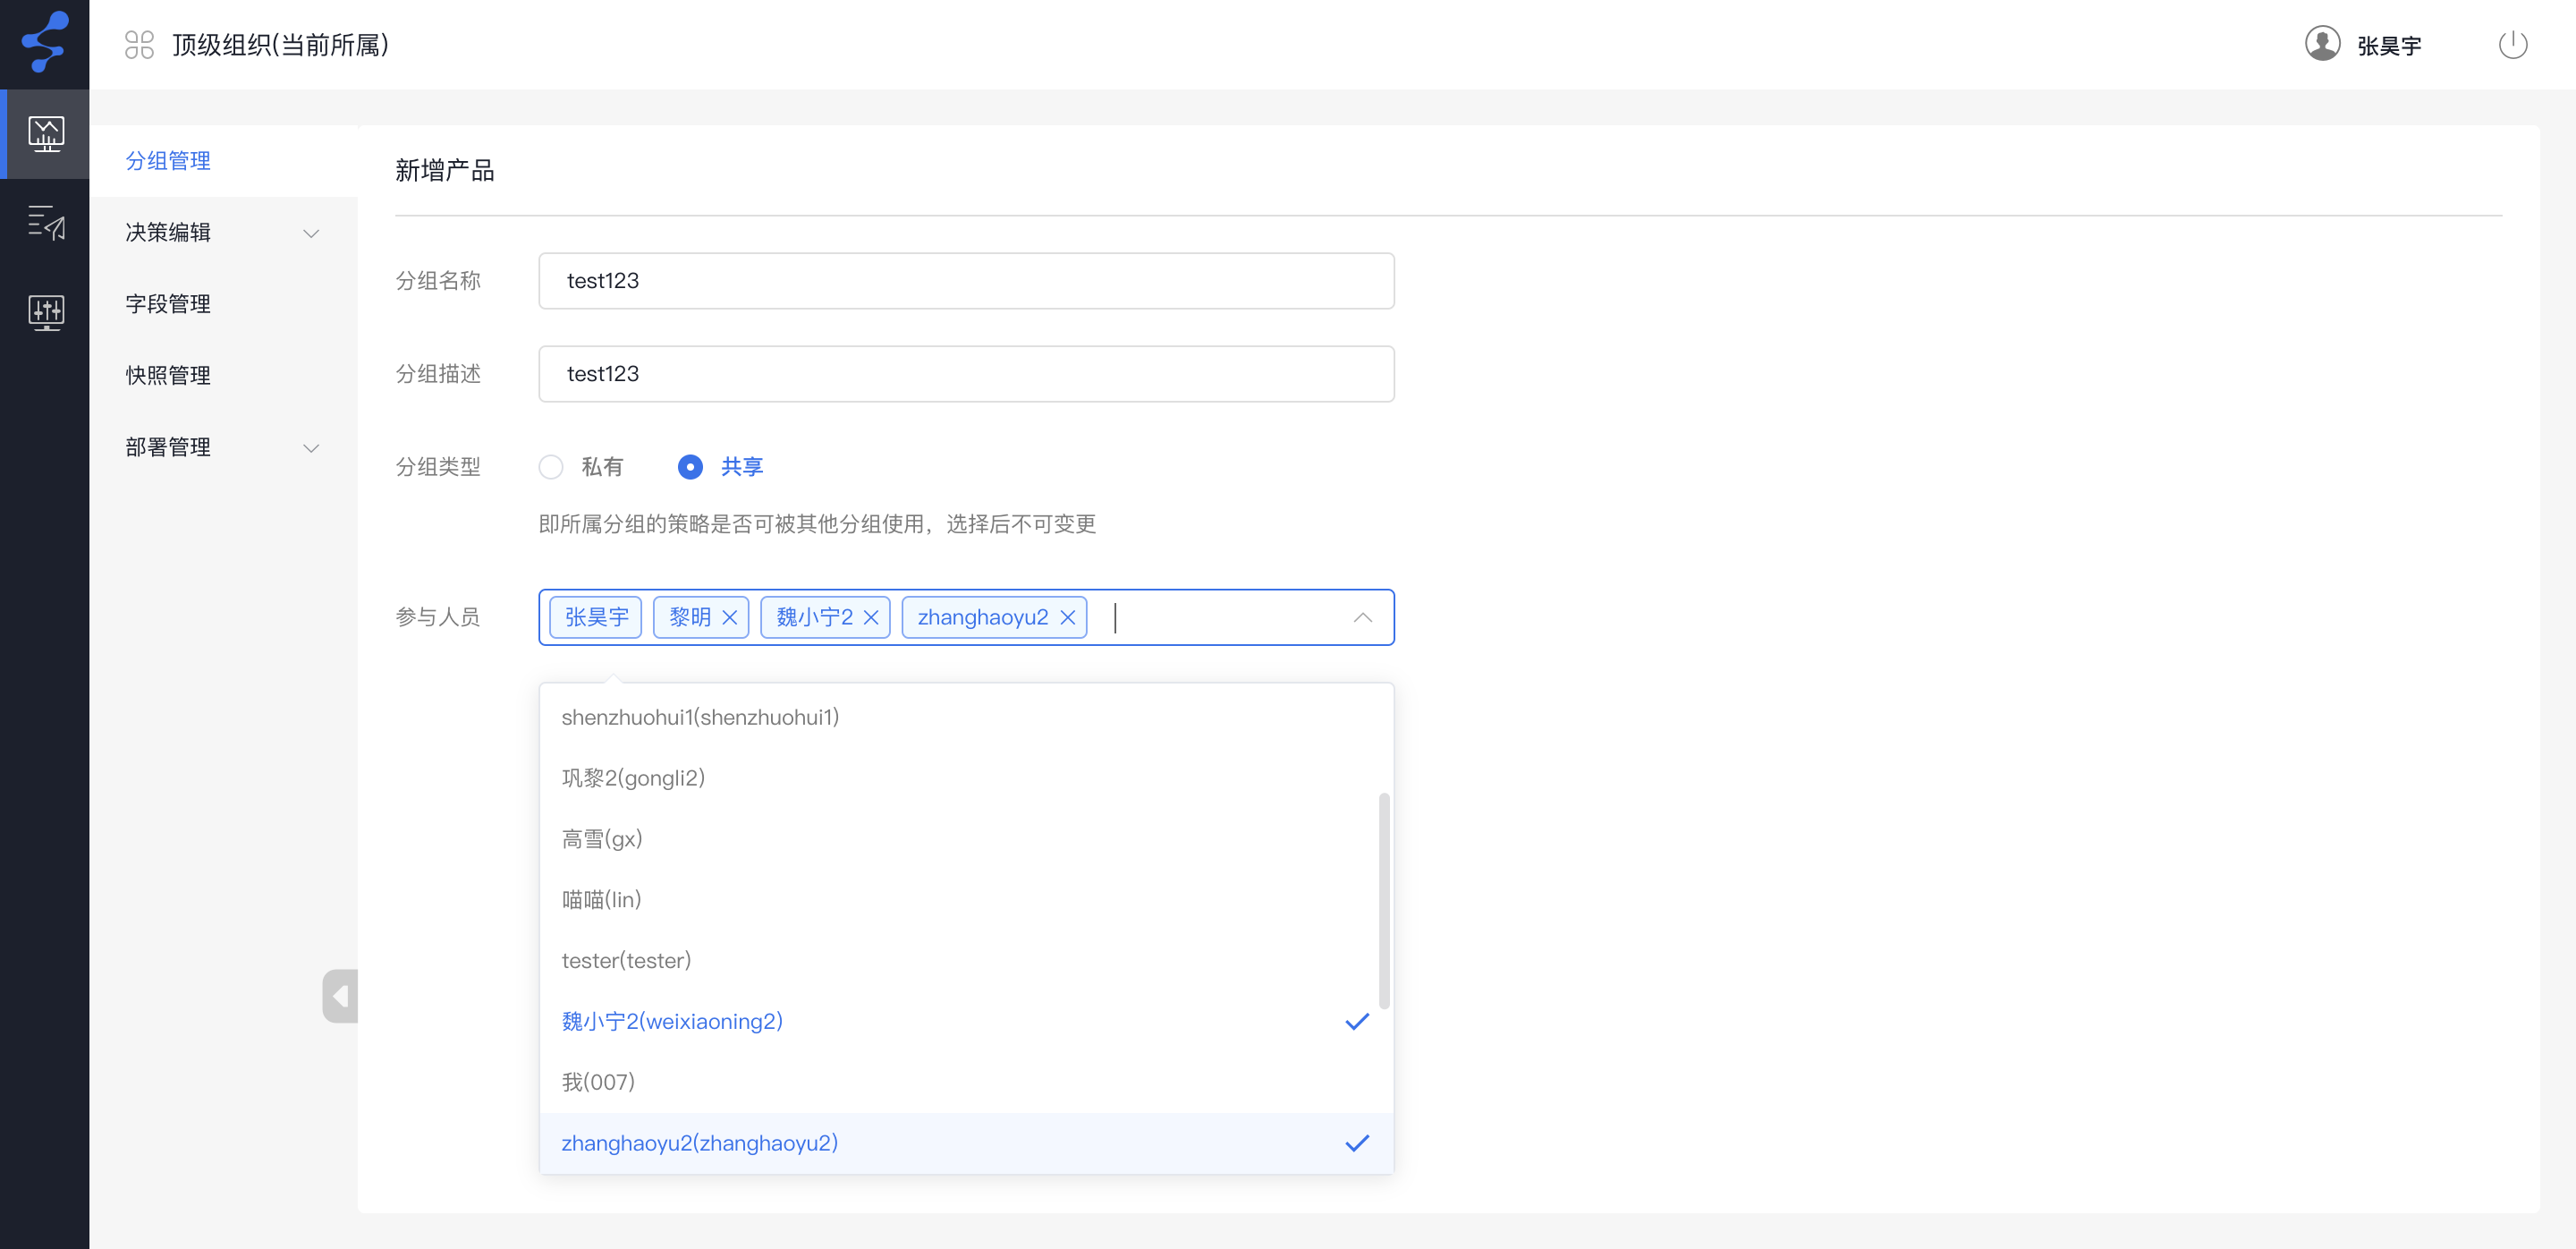 顶级组织(当前所属)
张昊宇
分组管理
决策编辑
字段管理
快照管理
部署管理
新增产品
分组名称 test123
分组描述 test123
分组类型 私有 共享
即所属分组的策略是否可被其他分组使用，选择后不可变更
参与人员 张昊宇 黎明 魏小宁2 zhanghaoyu2
shenzhuohui1(shenzhuohui1)
巩黎2(gongli2)
高雪(gx)
喵喵(lin)
tester(tester)
魏小宁2(weixiaoning2)
我(007)
zhanghaoyu2(zhanghaoyu2)